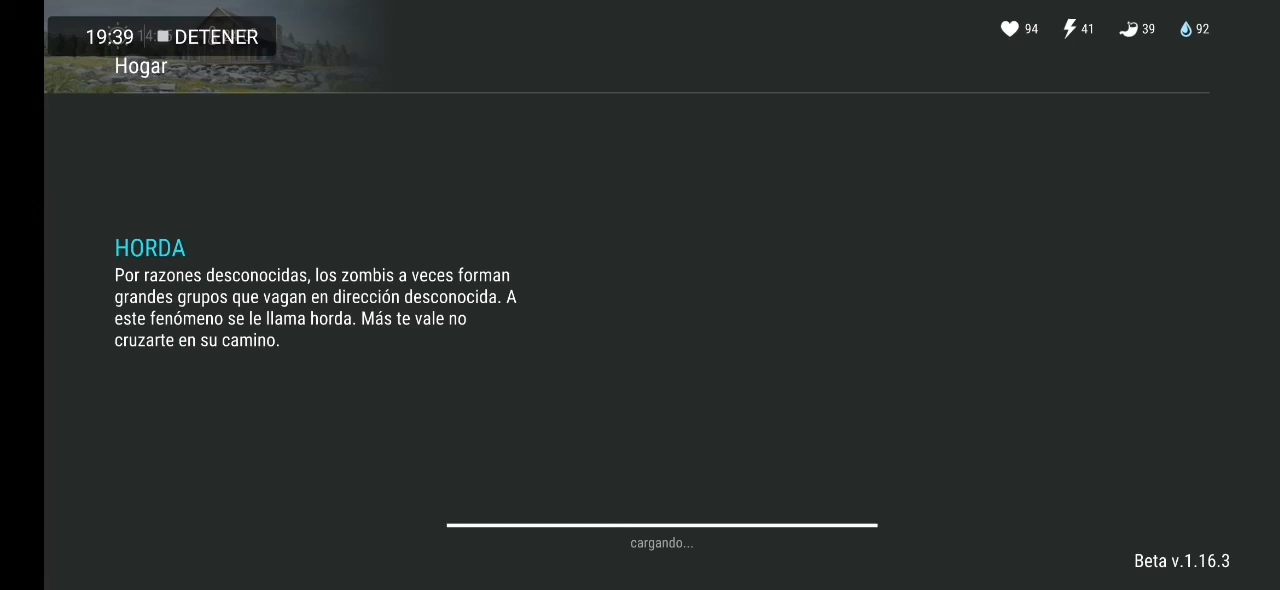 19:39 DETENER
Hogar
94 41 39 92
HORDA
Por razones desconocidas, los zombis a veces forman
grandes grupos que vagan en dirección desconocida. A
este fenómeno se le llama horda. Más te vale no
cruzarte en su camino.
cargando...
Beta v.1.16.3